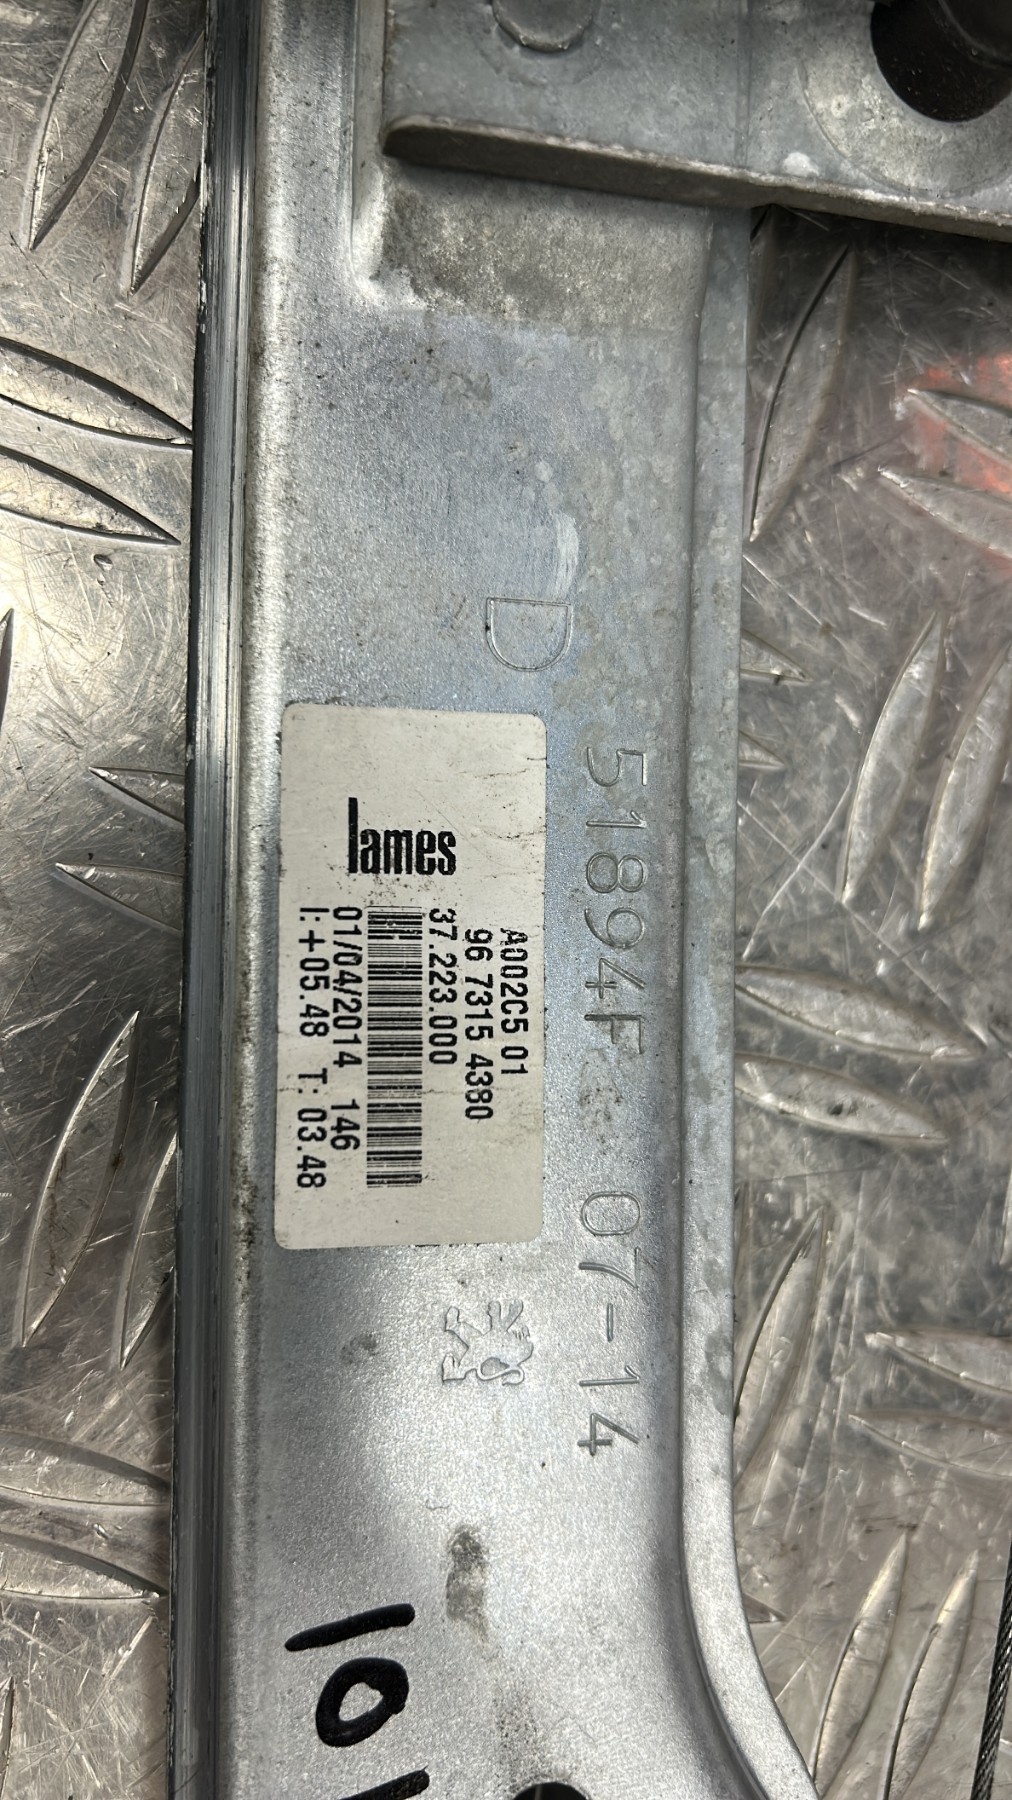 D
51894F 07-14
lames
A002C5 01
96 7315 4380
37.223.000
01/04/2014 146
I:+05.48 T: 03.48